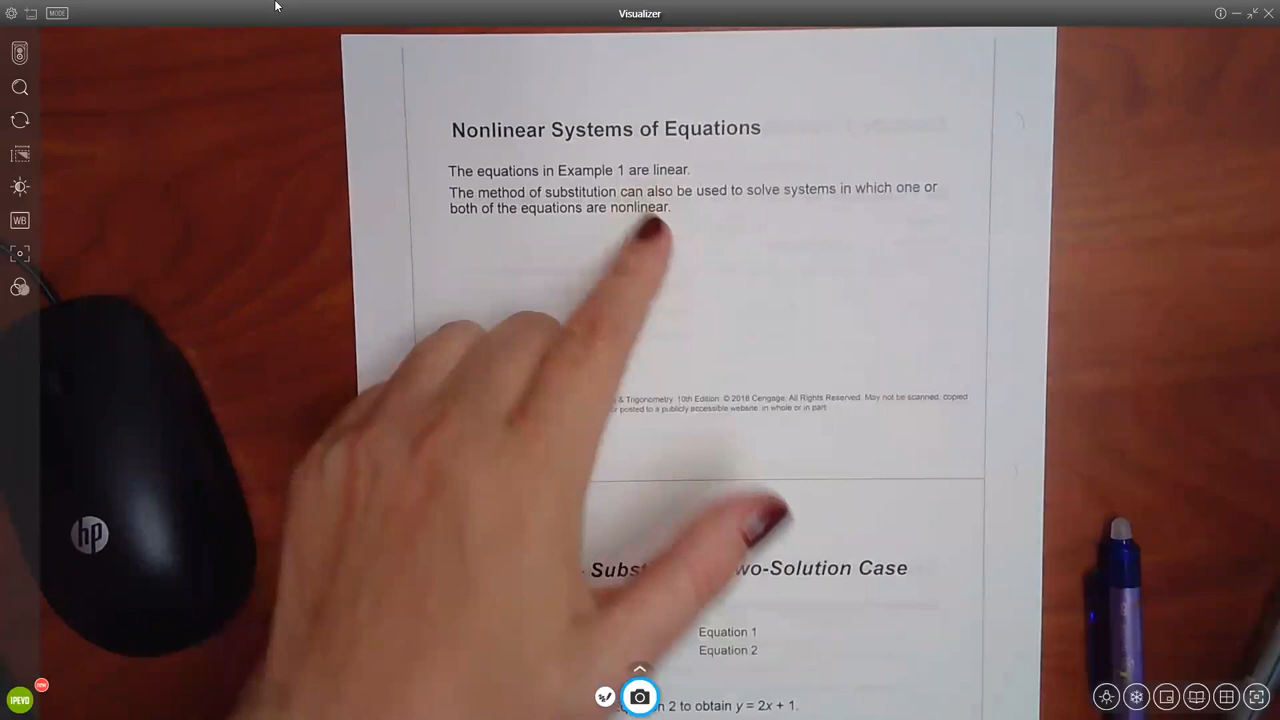 MODE
Visualizer
Nonlinear Systems of Equations
The equations in Example 1 are linear.
The method of substitution can also be used to solve systems in which one or
both of the equations are nonlinear.
WB
& Trigonometry, 10th Edition. © 2018 Cengage. All Rights Reserved. May not be scanned, copied
or posted to a publicly accessible website, in whole or in part.
hp
Solution Case
Equation 1
Equation 2
2 to obtain y = 2x + 1.
IPEVO